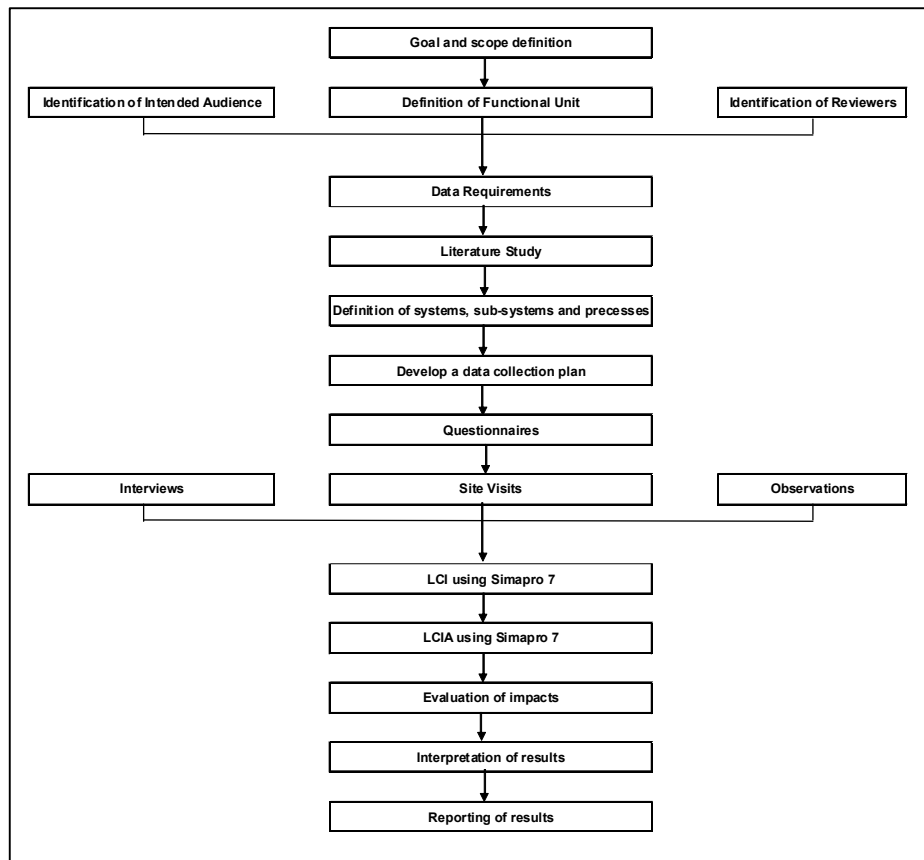 Goal and scope definition
Identification of Intended Audience
Definition of Functional Unit
Identification of Reviewers
Data Requirements
Literature Study
Definition of systems, sub-systems and precesses
Develop a data collection plan
Questionnaires
Interviews
Site Visits
Observations
LCI using Simapro 7
LCIA using Simapro 7
Evaluation of impacts
Interpretation of results
Reporting of results